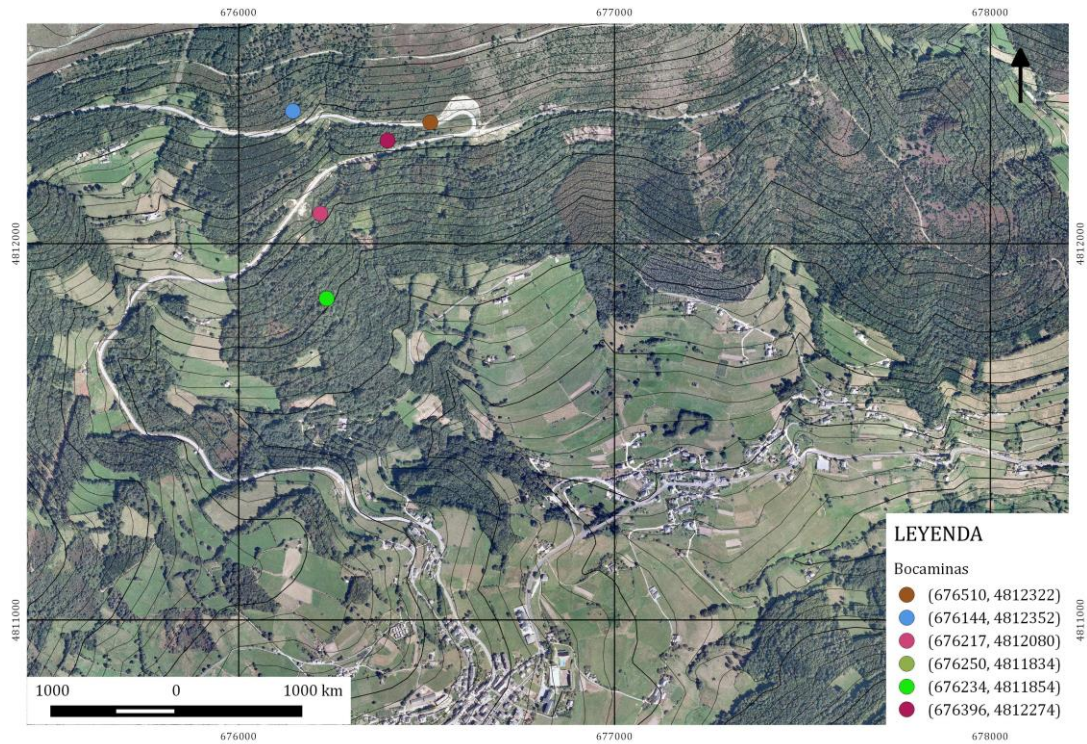 676000 677000 678000
4812000 4812000
4811000 4811000
LEYENDA
Bocaminas
(676510, 4812322)
(676144, 4812352)
(676217, 4812080)
(676250, 4811834)
(676234, 4811854)
(676396, 4812274)
1000 0 1000 km
676000 677000 678000